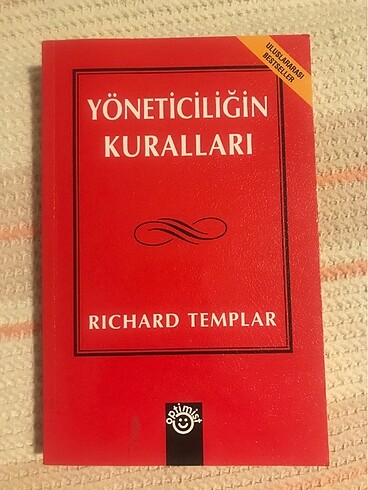 ULUSLARARASI
BESTSELLER
YÖNETİCİLİĞİN
KURALLARI
RICHARD TEMPLAR
optimist